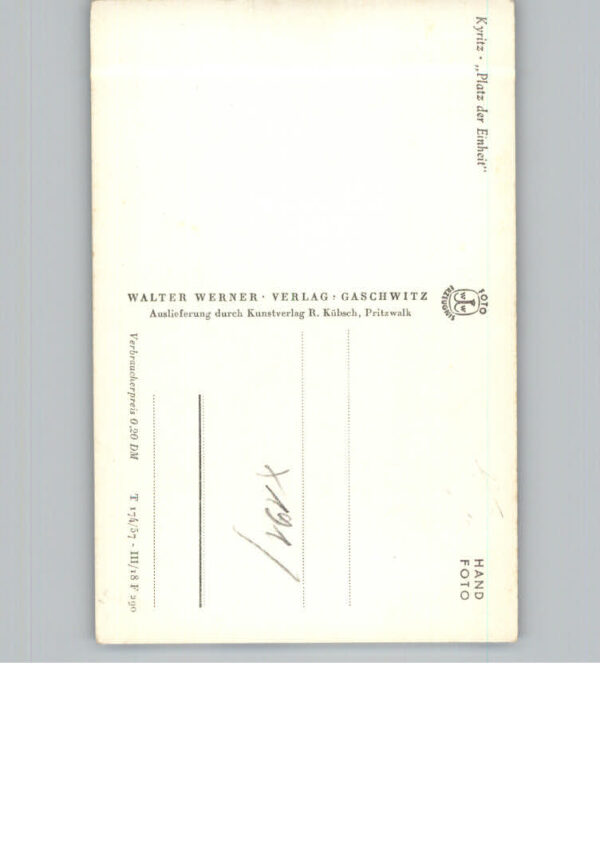 Kyritz · „Platz der Einheit"
WALTER WERNER · VERLAG · GASCHWITZ
Auslieferung durch Kunstverlag R. Kübsch, Pritzwalk
FOTO
W W
ERZEUGNIS
Verbraucherpreis 0.20 DM
T 174/57 - III/18 F 290
HAND
FOTO